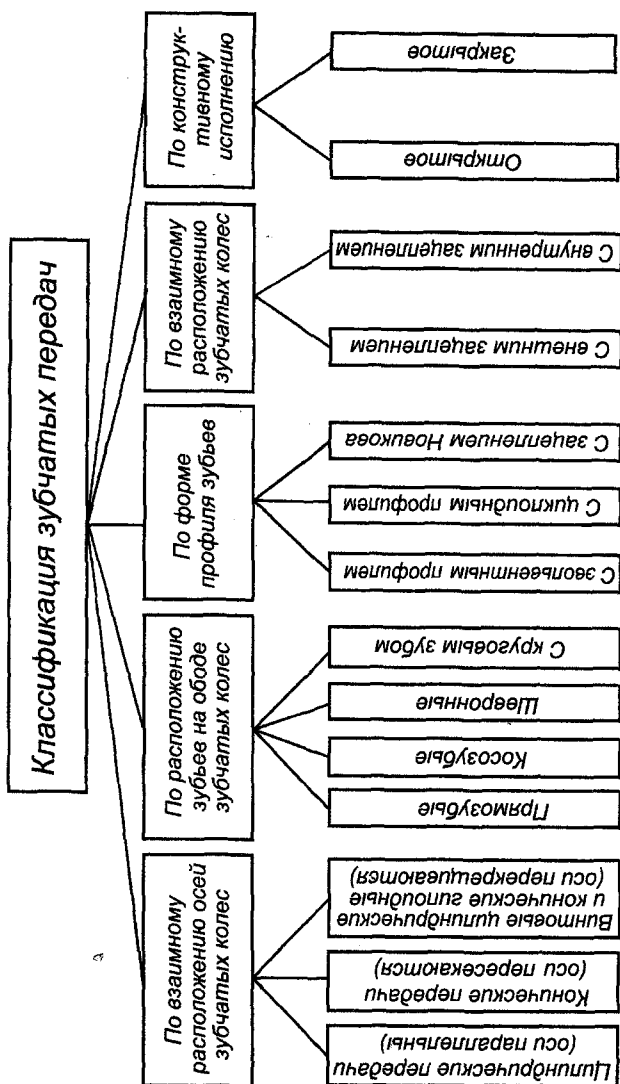 Классификация зубчатых передач
По взаимному
расположению осей
зубчатых колес
Цилиндрические передачи
(оси параллельны)
Конические передачи
(оси пересекаются)
Винтовые цилиндрические
и конические гипоидные
(оси перекрещиваются)
По расположению
зубьев на ободе
зубчатых колес
Прямозубые
Косозубые
Шевронные
С круговым зубом
По форме
профиля зубьев
С эвольвентным профилем
С циклоидным профилем
С зацеплением Новикова
По взаимному
расположению
зубчатых колес
С внешним зацеплением
С внутренним зацеплением
По конструк-
тивному
исполнению
Открытое
Закрытое